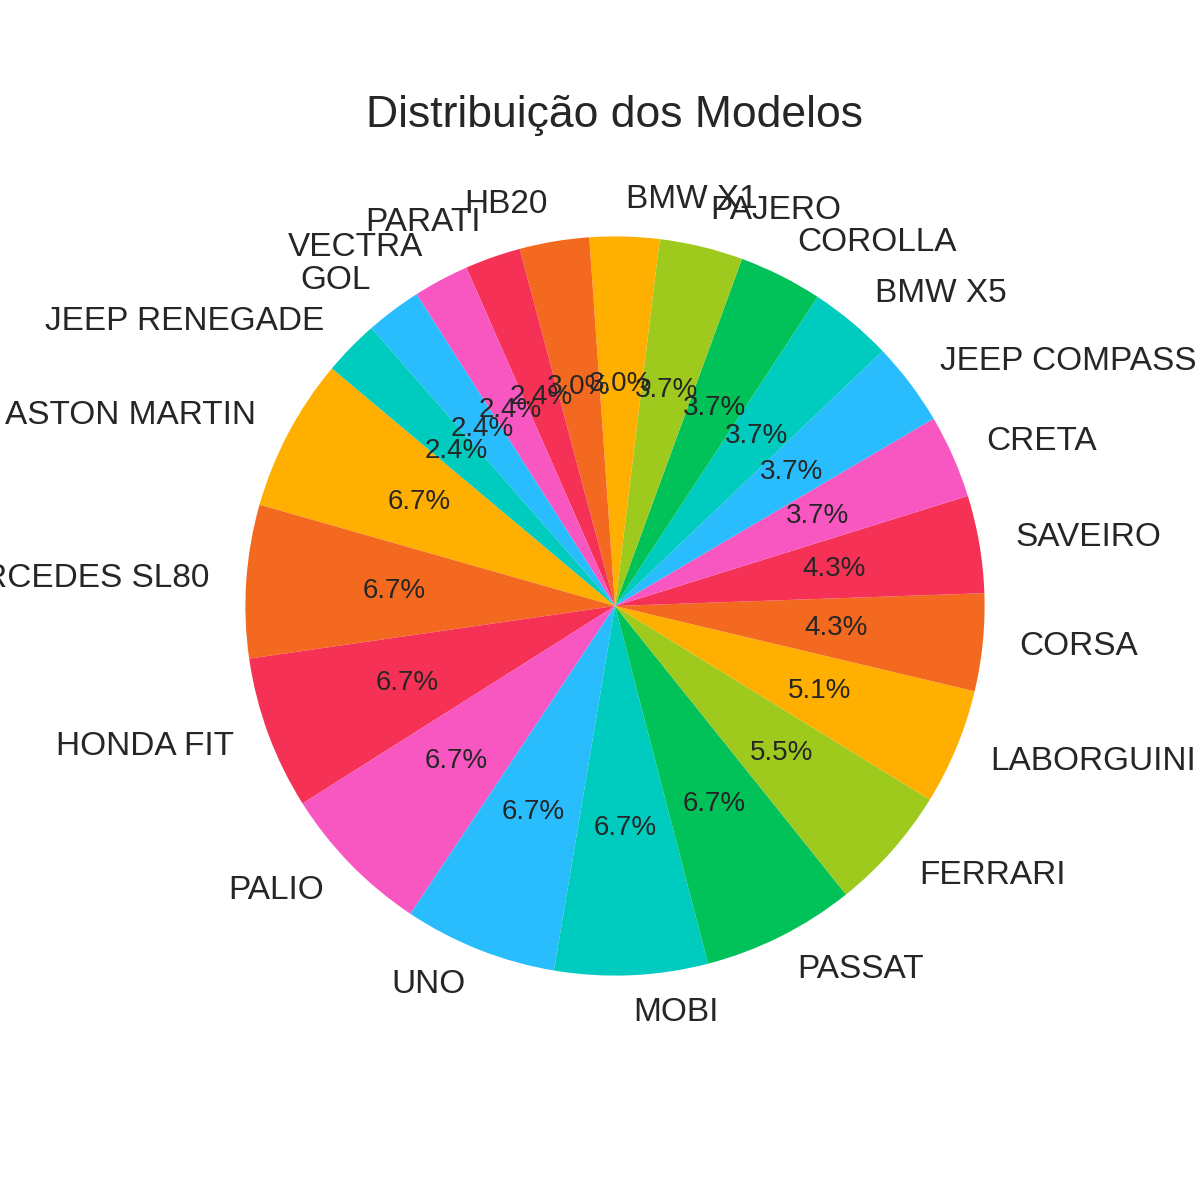 Distribuição dos Modelos
BMW X1
PAJERO
COROLLA
BMW X5
JEEP COMPASS
CRETA
SAVEIRO
CORSA
LABORGUINI
FERRARI
PASSAT
MOBI
UNO
PALIO
HONDA FIT
RCEDES SL80
ASTON MARTIN
JEEP RENEGADE
GOL
VECTRA
PARATI
HB20
3.0%
3.7%
3.7%
3.7%
3.7%
3.7%
4.3%
4.3%
5.1%
5.5%
6.7%
6.7%
6.7%
6.7%
6.7%
6.7%
6.7%
2.4%
2.4%
2.4%
2.4%
3.0%